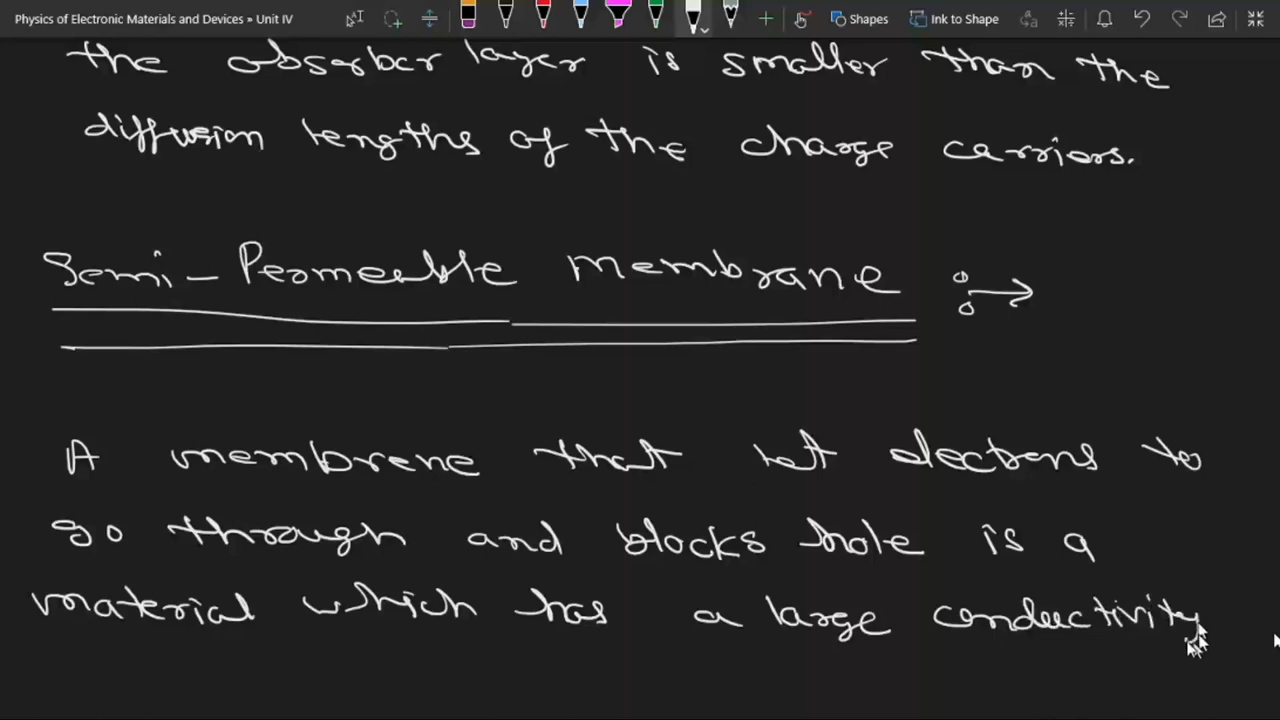 Physics of Electronic Materials and Devices » Unit IV
Shapes
Ink to Shape
the absorber layer is smaller than the
diffusion lengths of the charge carriers.
Semi-Permeable membrane :→
A membrene that let electrons to
go through and blocks hole is a
material which has a large conductivity